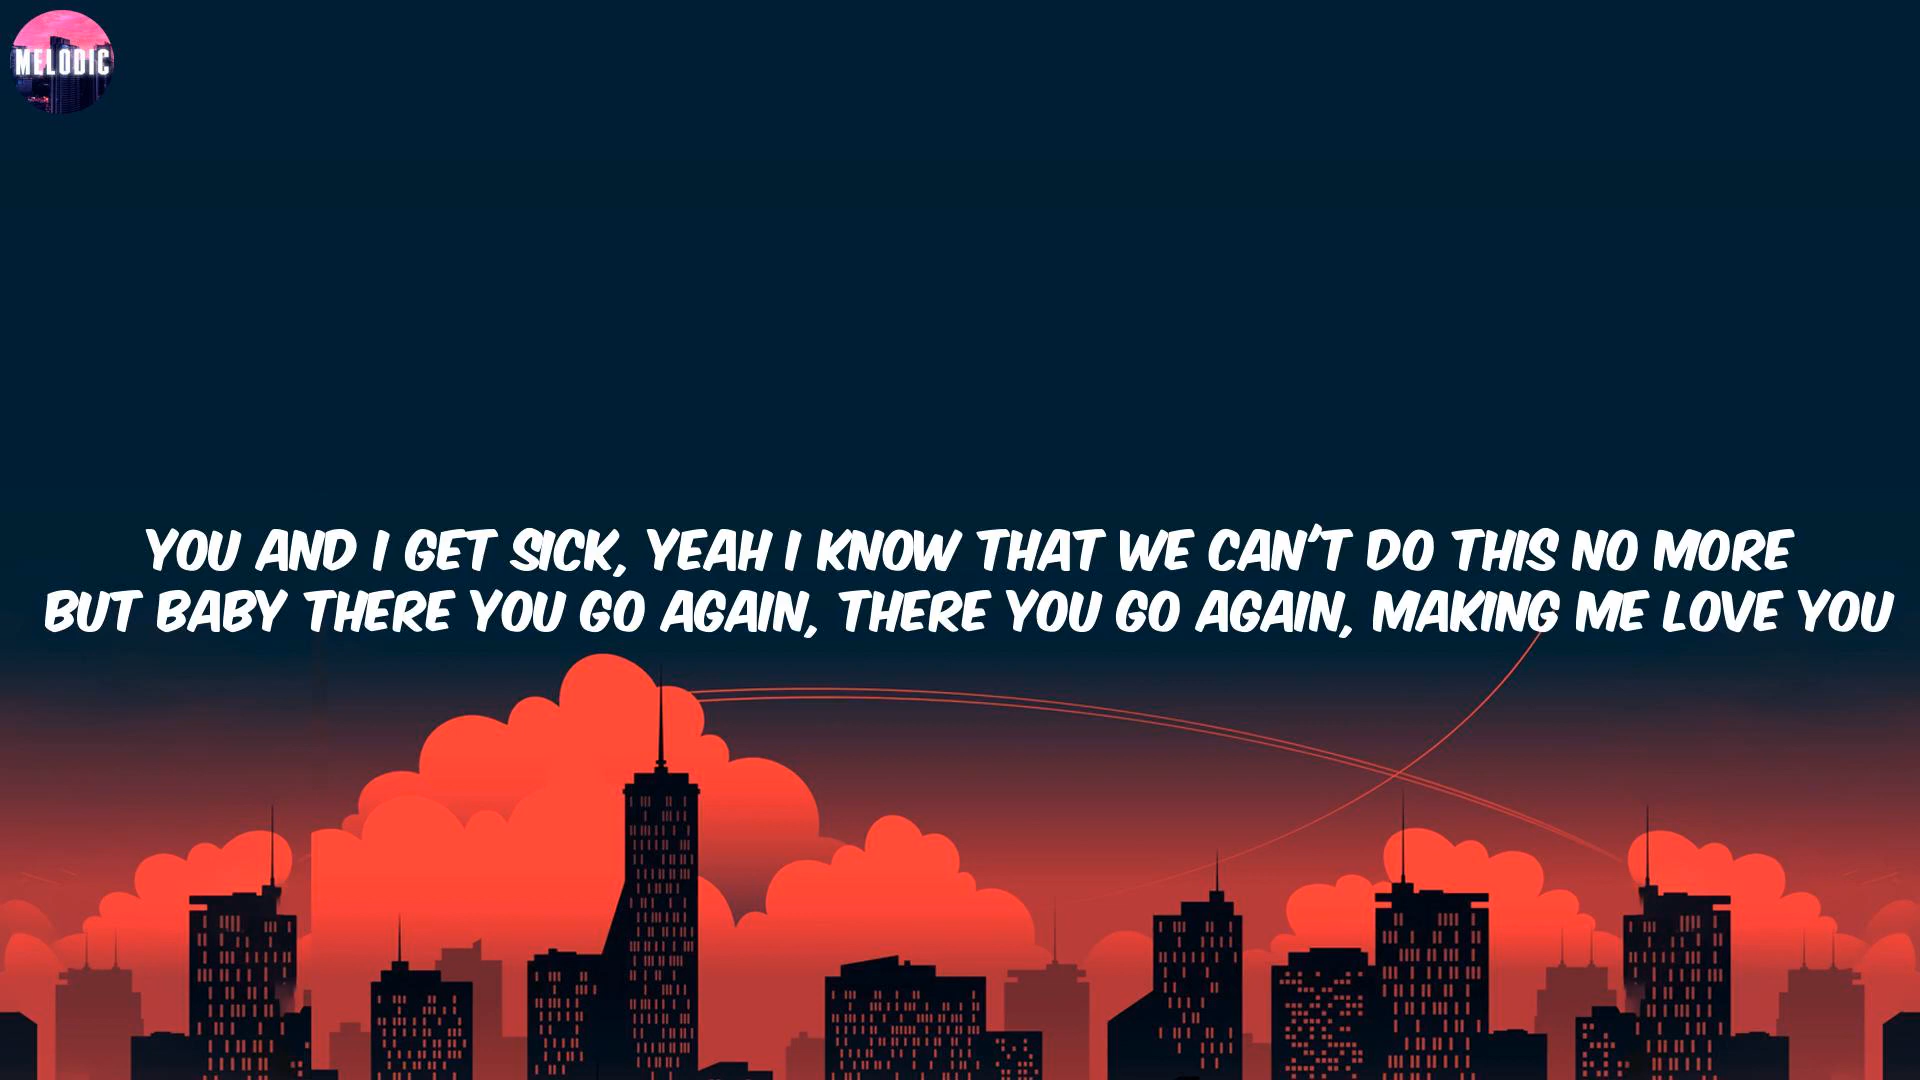 MELODIC
YOU AND I GET SICK, YEAH I KNOW THAT WE CAN'T DO THIS NO MORE
BUT BABY THERE YOU GO AGAIN, THERE YOU GO AGAIN, MAKING ME LOVE YOU